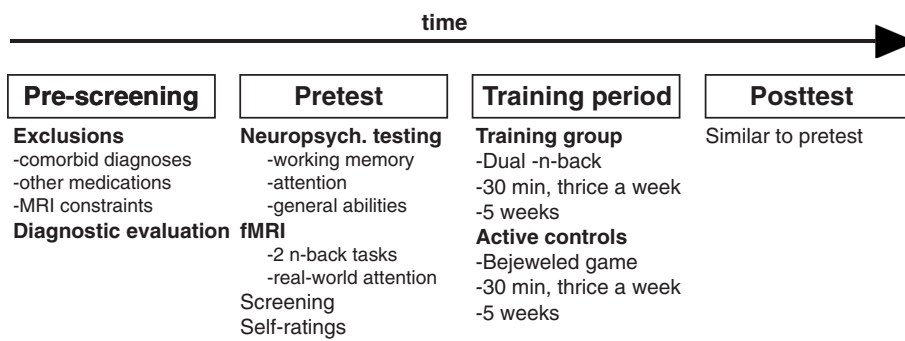 time
Pre-screening
Exclusions
-comorbid diagnoses
-other medications
-MRI constraints
Diagnostic evaluation
Pretest
Neuropsych. testing
-working memory
-attention
-general abilities
fMRI
-2 n-back tasks
-real-world attention
Screening
Self-ratings
Training period
Training group
-Dual -n-back
-30 min, thrice a week
-5 weeks
Active controls
-Bejeweled game
-30 min, thrice a week
-5 weeks
Posttest
Similar to pretest